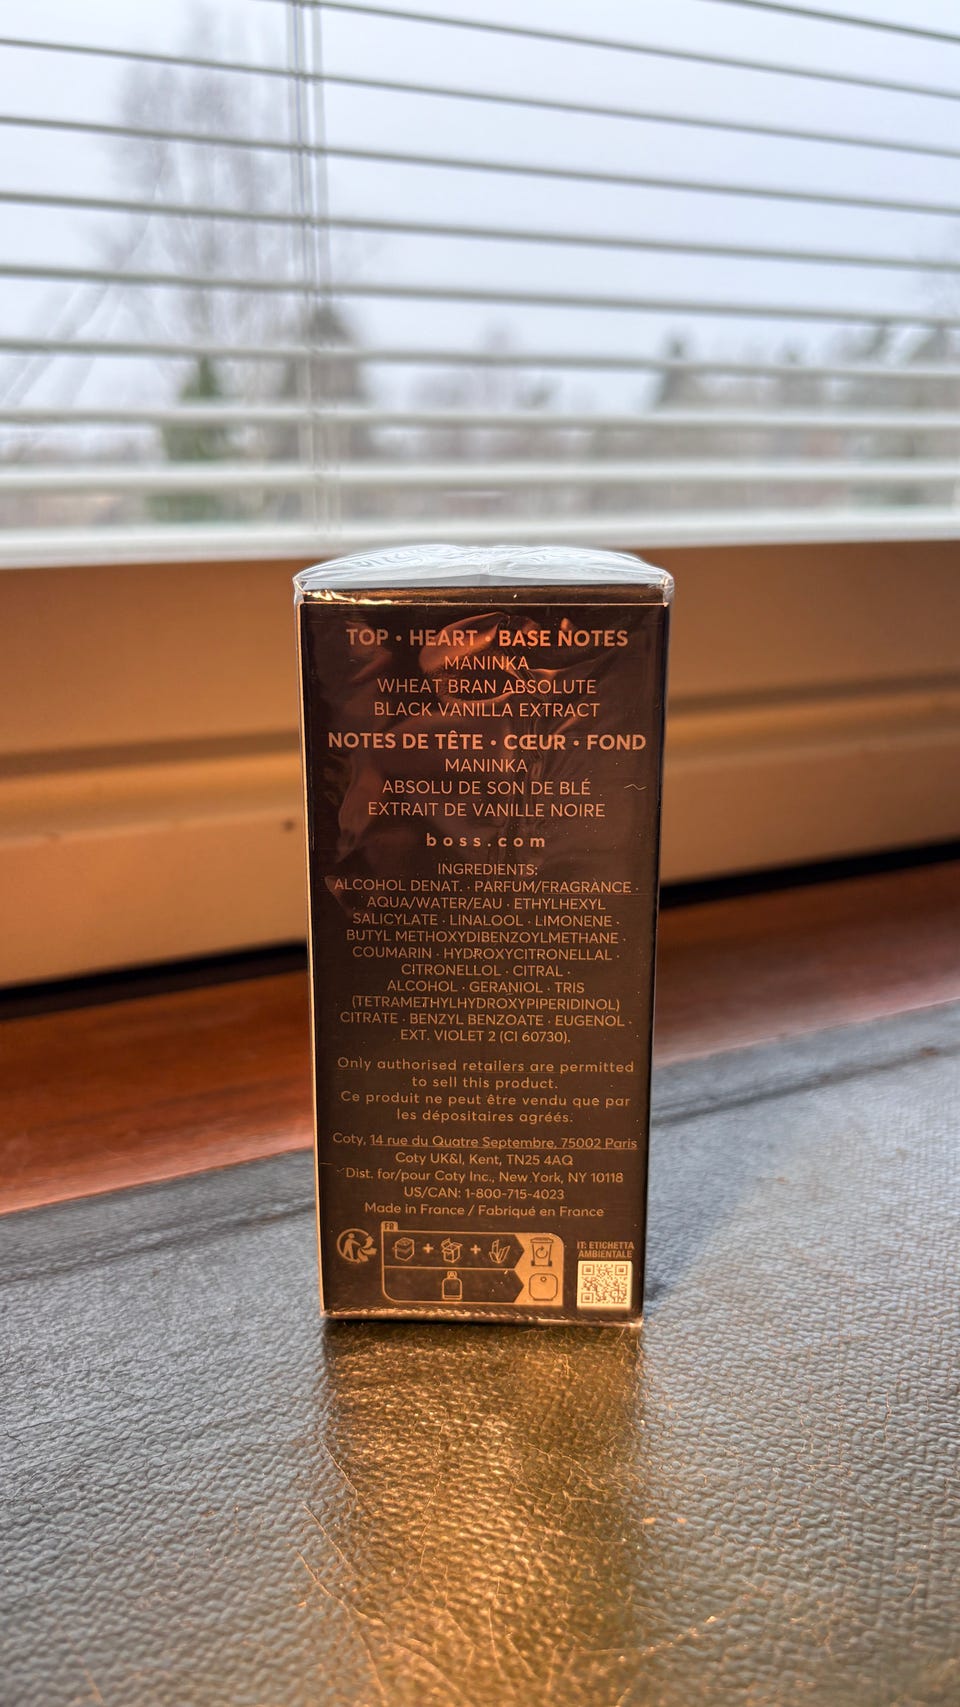 TOP • HEART • BASE NOTES
MANINKA
WHEAT BRAN ABSOLUTE
BLACK VANILLA EXTRACT
NOTES DE TÊTE • CŒUR • FOND
MANINKA
ABSOLU DE SON DE BLÉ
EXTRAIT DE VANILLE NOIRE
boss.com
INGREDIENTS:
ALCOHOL DENAT. · PARFUM/FRAGRANCE ·
AQUA/WATER/EAU · ETHYLHEXYL
SALICYLATE · LINALOOL · LIMONENE ·
BUTYL METHOXYDIBENZOYLMETHANE ·
COUMARIN · HYDROXYCITRONELLAL ·
CITRONELLOL · CITRAL ·
ALCOHOL · GERANIOL · TRIS
(TETRAMETHYLHYDROXYPIPERIDINOL)
CITRATE · BENZYL BENZOATE · EUGENOL ·
EXT. VIOLET 2 (CI 60730).
Only authorised retailers are permitted
to sell this product.
Ce produit ne peut être vendu que par
les dépositaires agréés.
Coty, 14 rue du Quatre Septembre, 75002 Paris
Coty UK&I, Kent, TN25 4AQ
Dist. for/pour Coty Inc., New York, NY 10118
US/CAN: 1-800-715-4023
Made in France / Fabriqué en France
FR
IT: ETICHETTA
AMBIENTALE